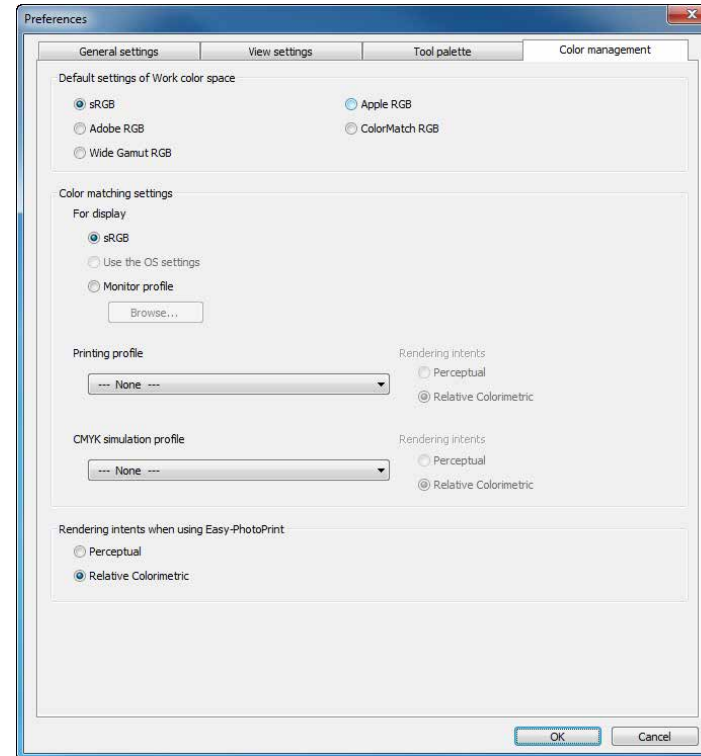 Preferences
General settings
View settings
Tool palette
Color management
Default settings of Work color space
sRGB
Apple RGB
Adobe RGB
ColorMatch RGB
Wide Gamut RGB
Color matching settings
For display
sRGB
Use the OS settings
Monitor profile
Browse...
Printing profile
Rendering intents
--- None ---
Perceptual
Relative Colorimetric
CMYK simulation profile
Rendering intents
--- None ---
Perceptual
Relative Colorimetric
Rendering intents when using Easy-PhotoPrint
Perceptual
Relative Colorimetric
OK
Cancel